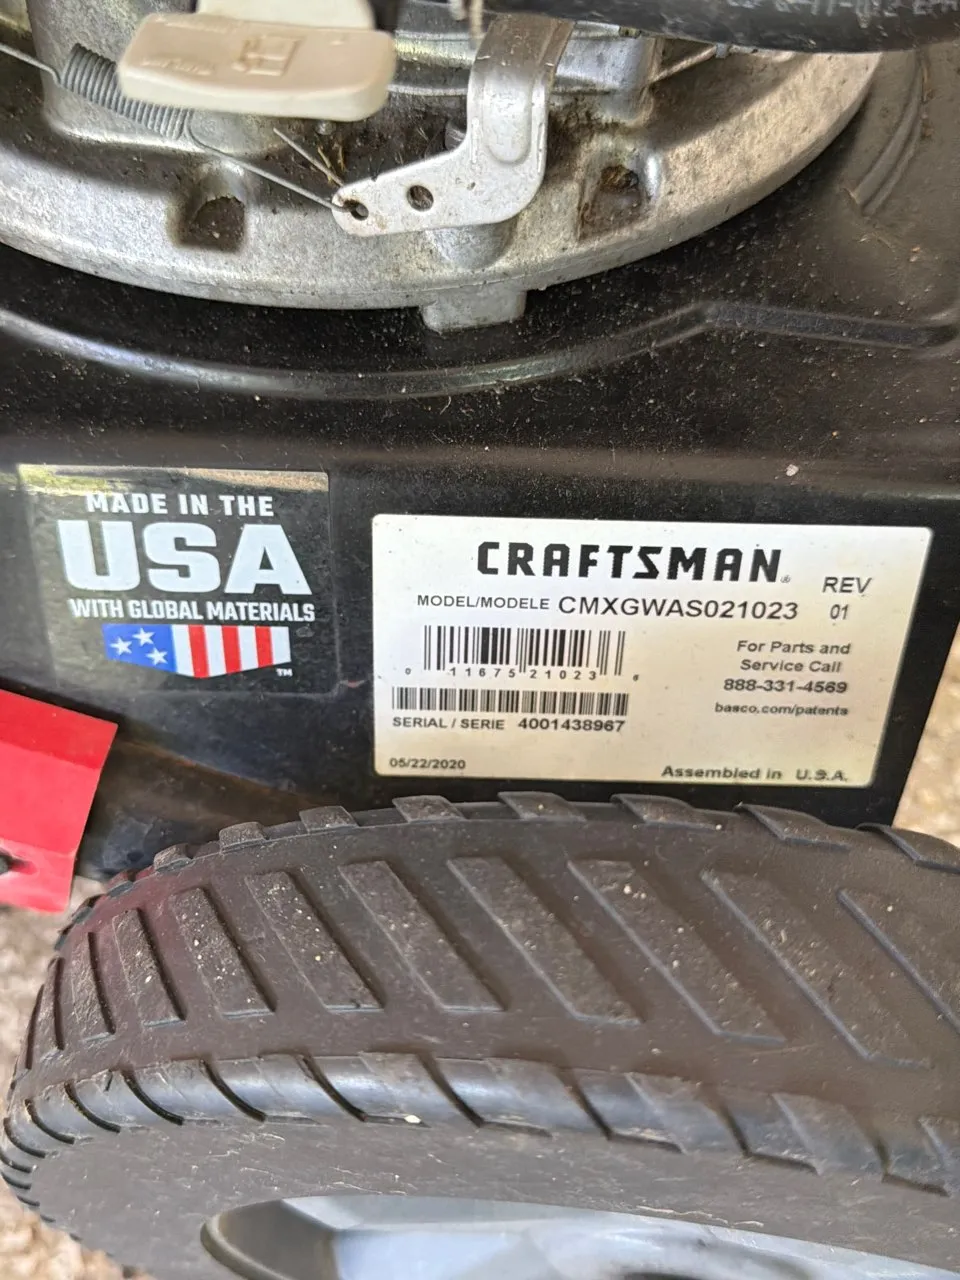 MADE IN THE
USA
WITH GLOBAL MATERIALS
TM
CRAFTSMAN®
MODEL/MODELE CMXGWAS021023
REV
01
0 11675 21023 6
SERIAL / SERIE 4001438967
For Parts and
Service Call
888-331-4569
basco.com/patents
05/22/2020
Assembled in U.S.A.